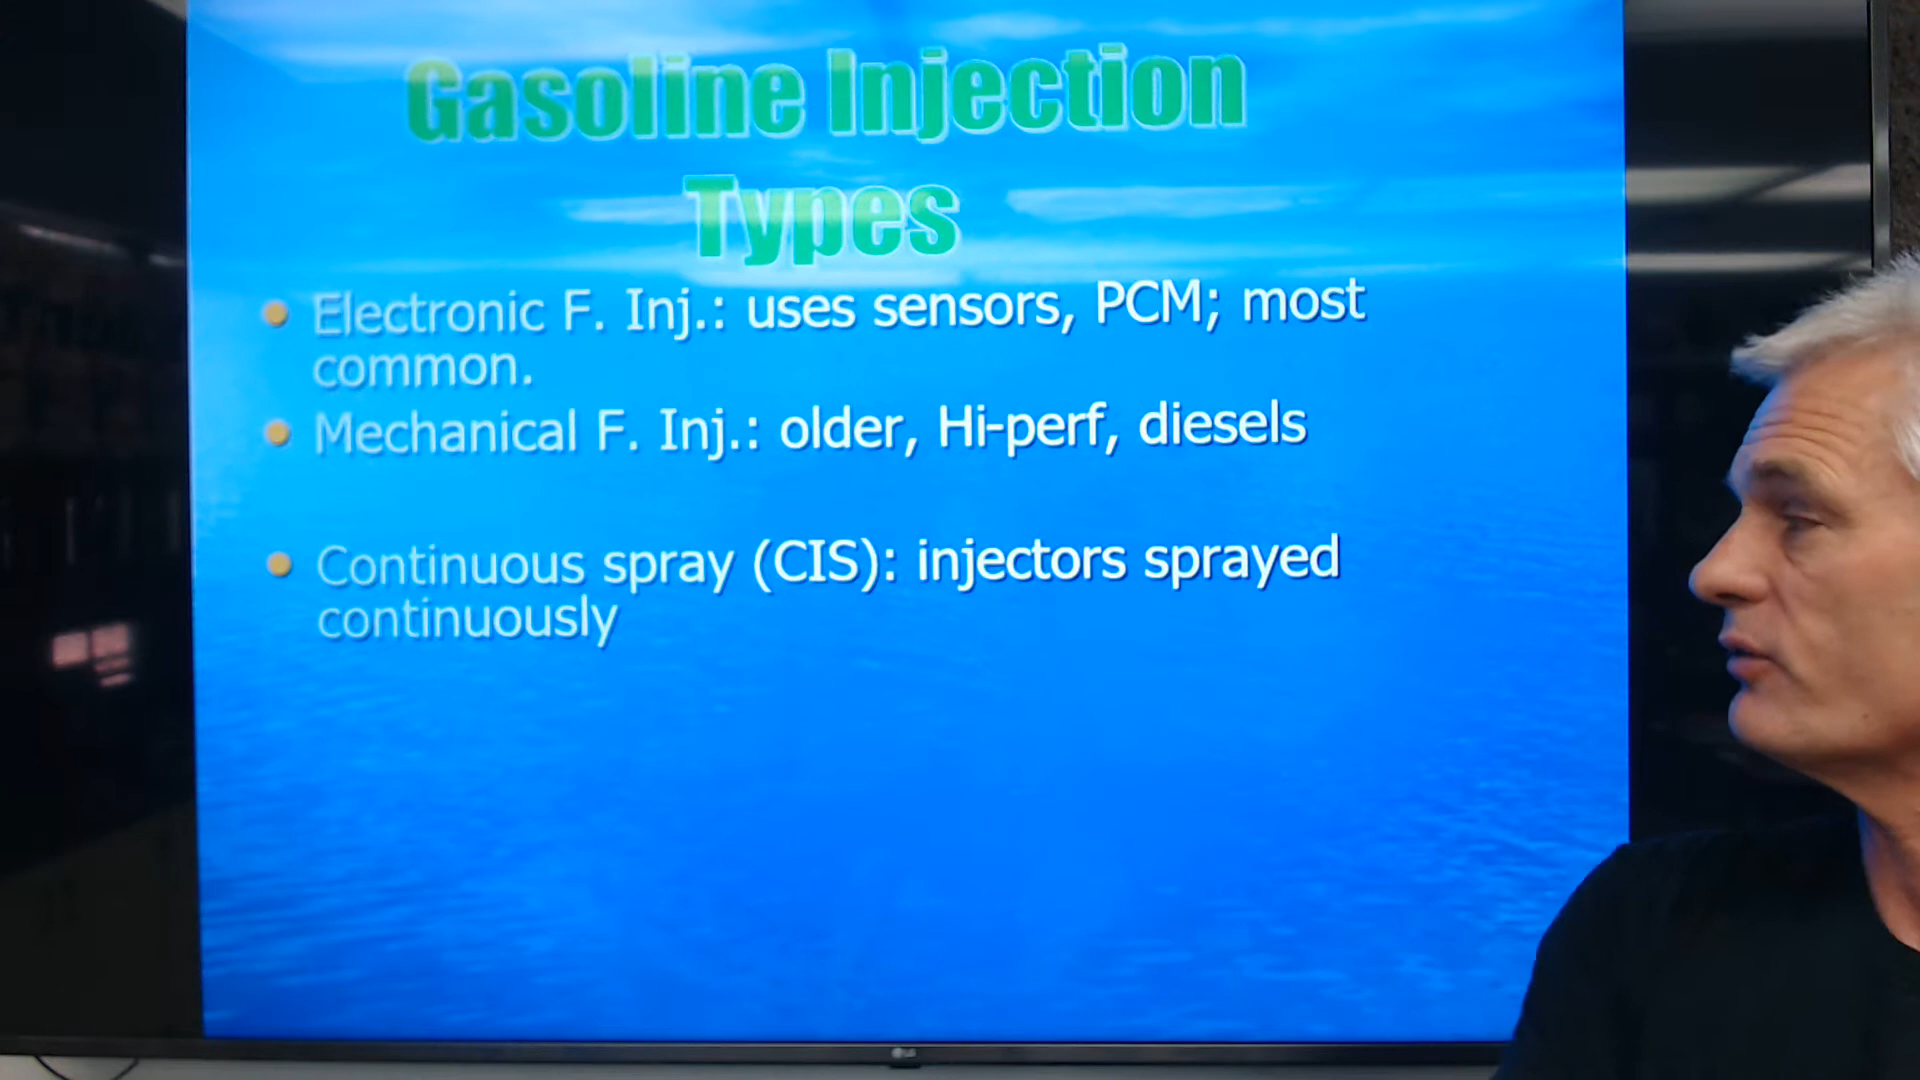 Gasoline Injection
Types
Electronic F. Inj.: uses sensors, PCM; most
common.
Mechanical F. Inj.: older, Hi-perf, diesels
Continuous spray (CIS): injectors sprayed
continuously
LG